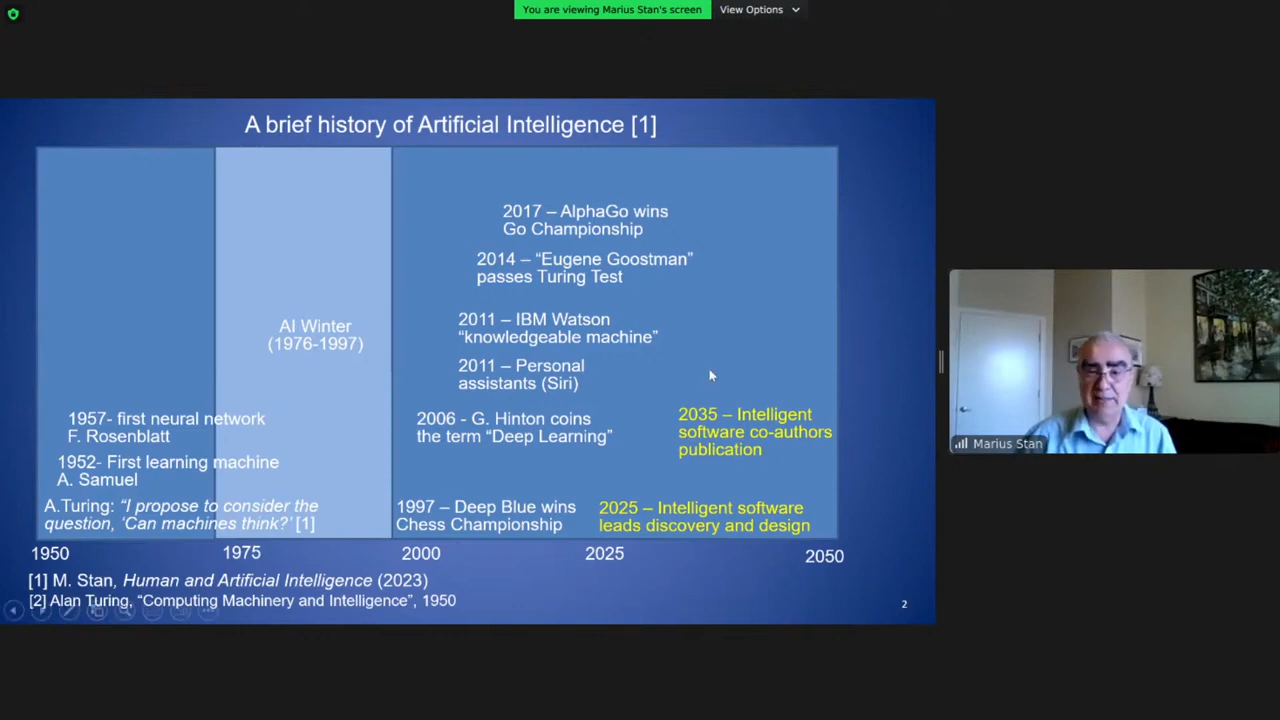 You are viewing Marius Stan's screen
View Options
A brief history of Artificial Intelligence [1]
2017 – AlphaGo wins
Go Championship
2014 – “Eugene Goostman”
passes Turing Test
AI Winter
(1976-1997)
2011 – IBM Watson
“knowledgeable machine”
2011 – Personal
assistants (Siri)
1957- first neural network
F. Rosenblatt
2006 - G. Hinton coins
the term “Deep Learning”
2035 – Intelligent
software co-authors
publication
1952- First learning machine
A. Samuel
A.Turing: “I propose to consider the
question, ‘Can machines think?’ [1]
1997 – Deep Blue wins
Chess Championship
2025 – Intelligent software
leads discovery and design
1950
1975
2000
2025
2050
[1] M. Stan, Human and Artificial Intelligence (2023)
[2] Alan Turing, “Computing Machinery and Intelligence”, 1950
2
Marius Stan